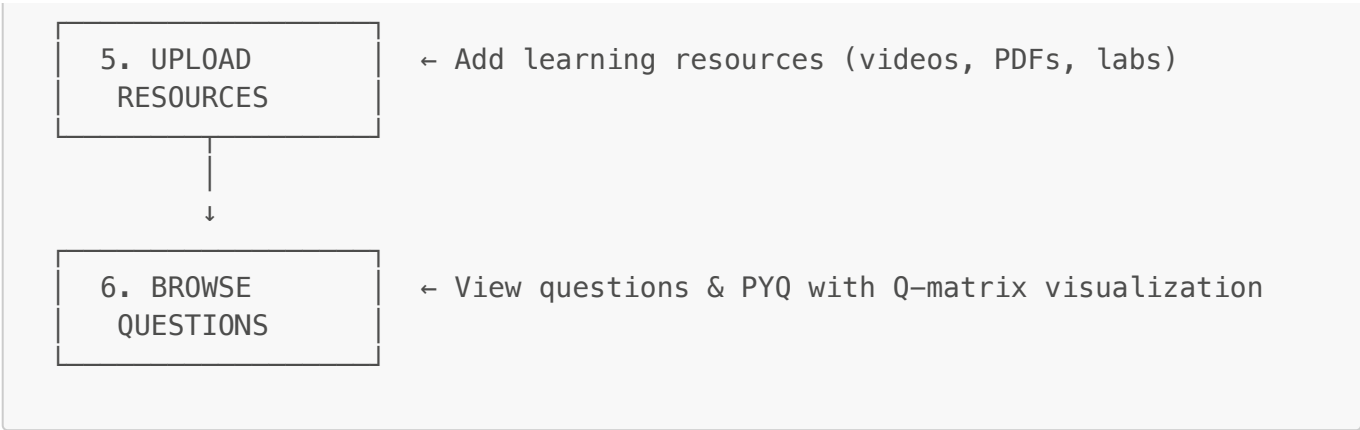 5. UPLOAD ← Add learning resources (videos, PDFs, labs)
RESOURCES
↓
6. BROWSE ← View questions & PYQ with Q-matrix visualization
QUESTIONS